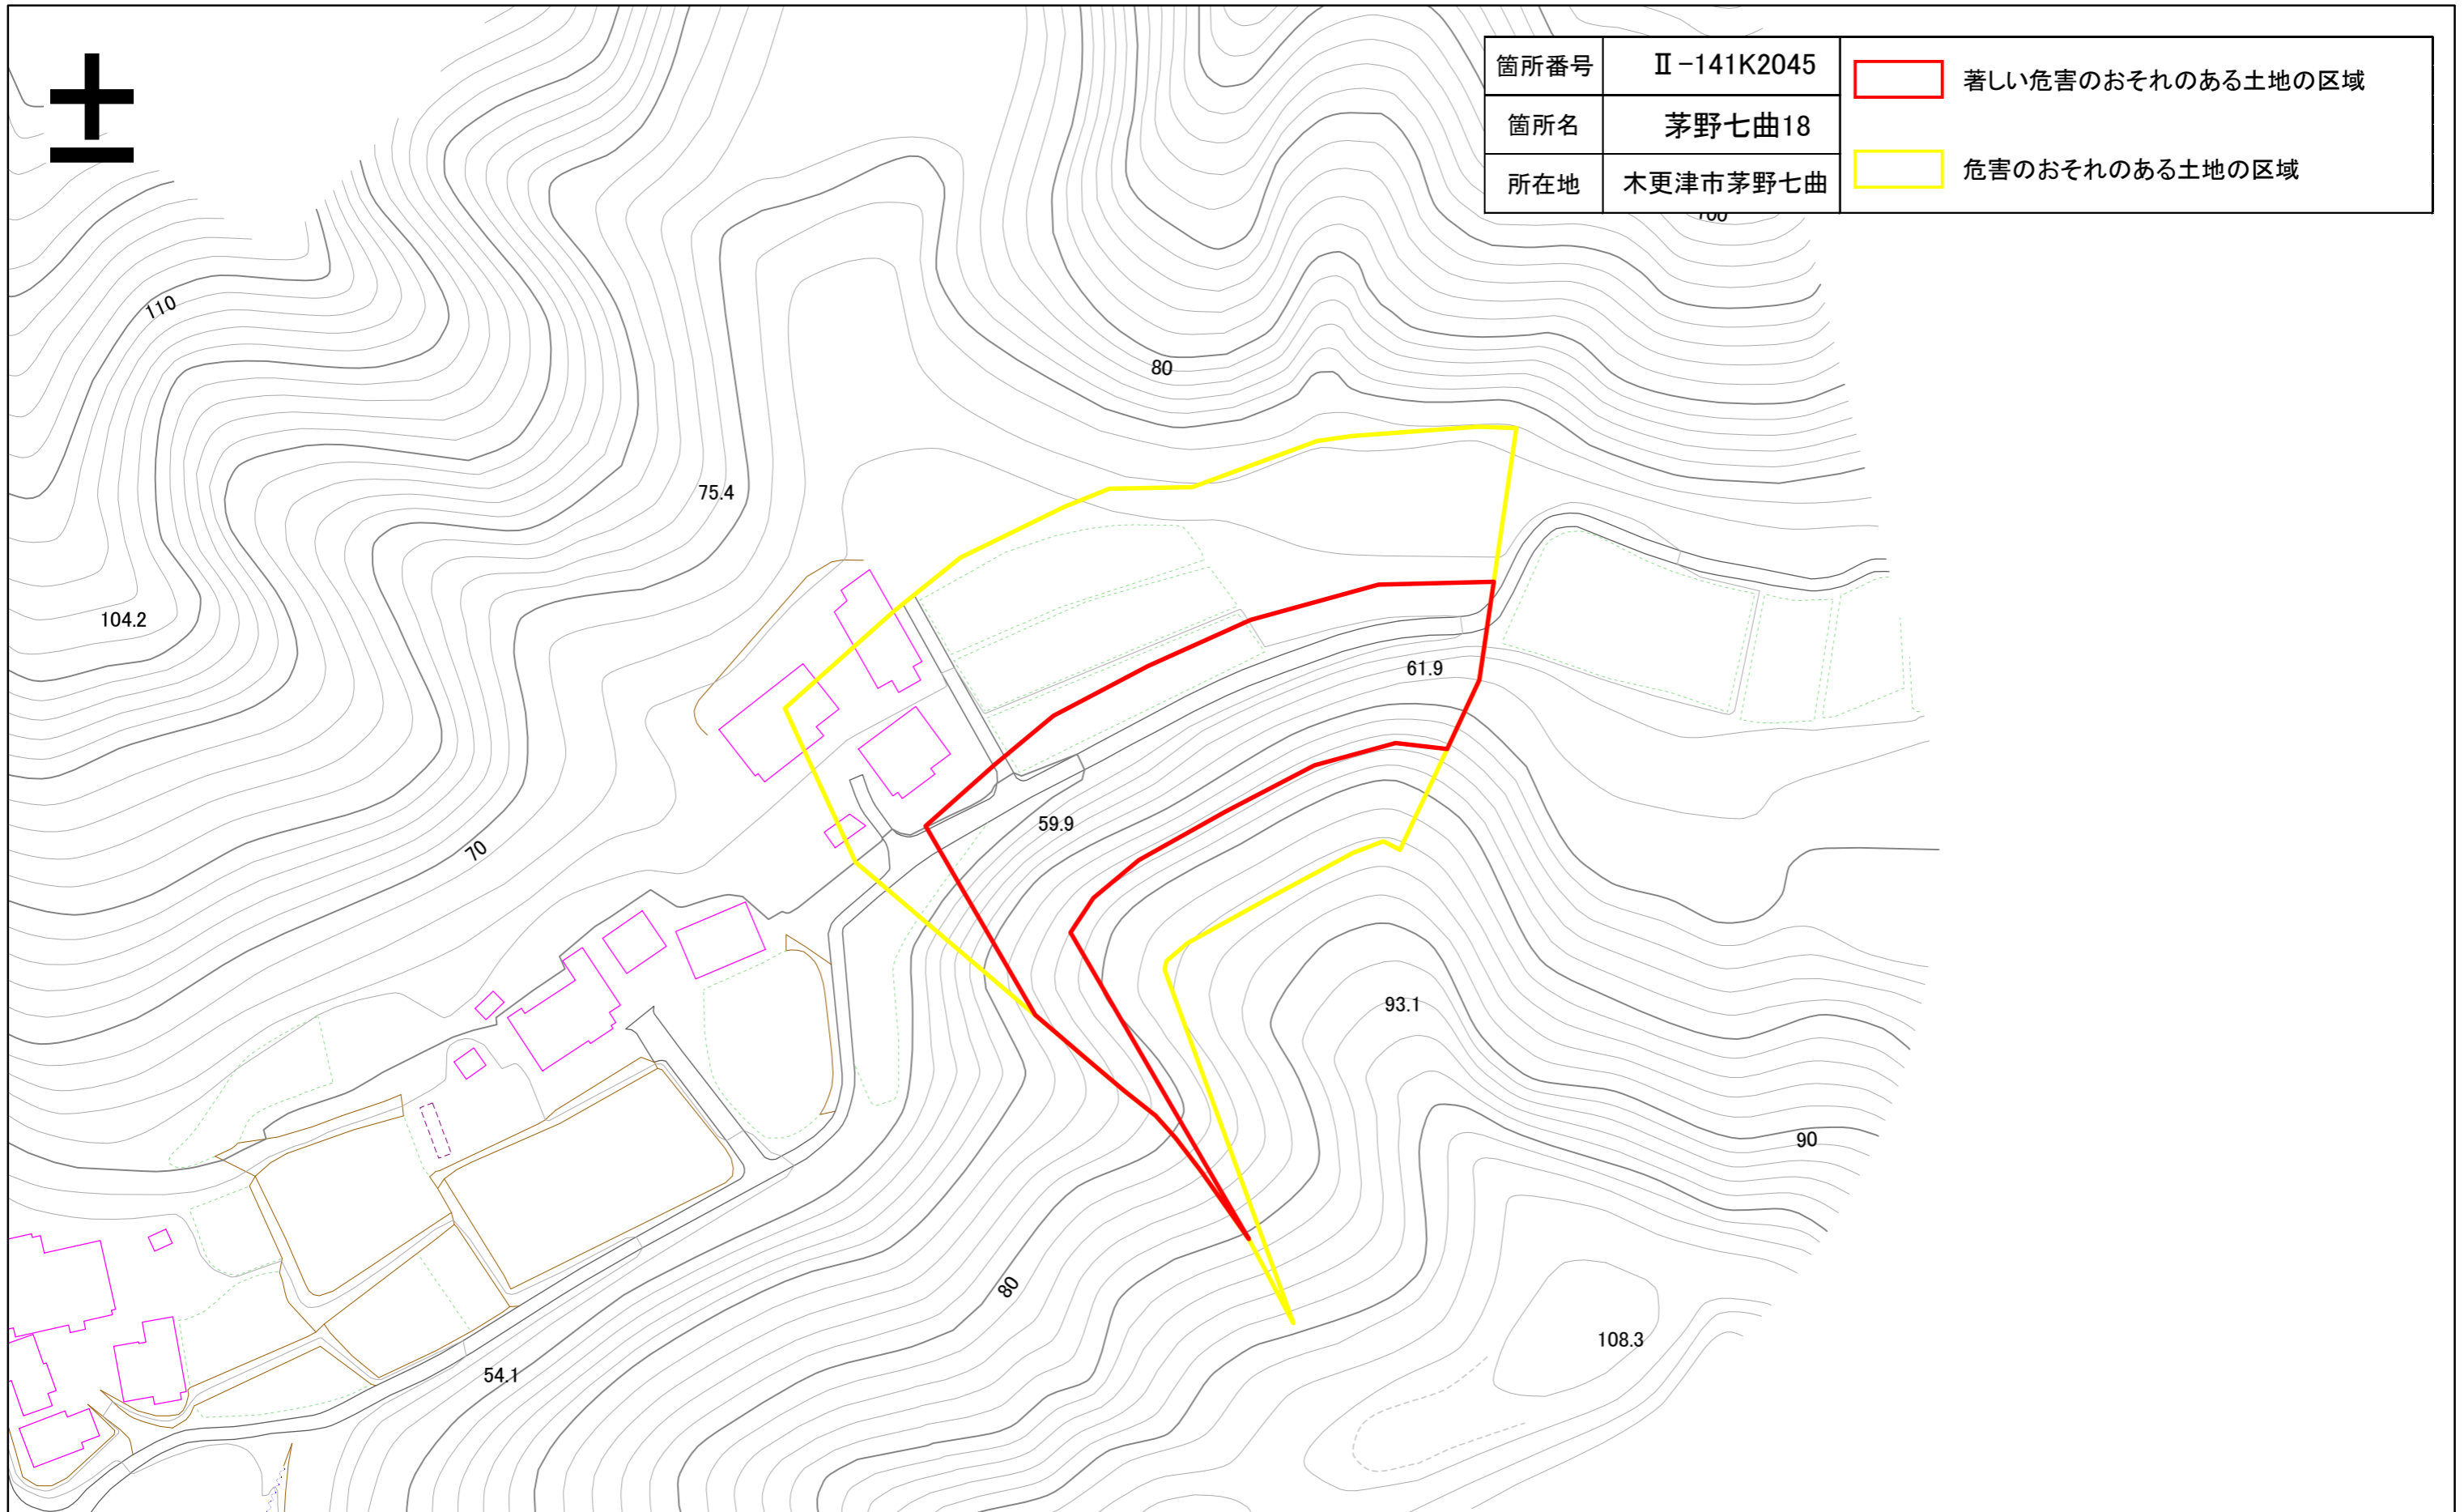 箇所番号 Ⅱ-141K2045
箇所名 茅野七曲18
所在地 木更津市茅野七曲
著しい危害のおそれのある土地の区域
危害のおそれのある土地の区域
100
110
80
75.4
104.2
61.9
59.9
70
93.1
90
80
108.3
54.1